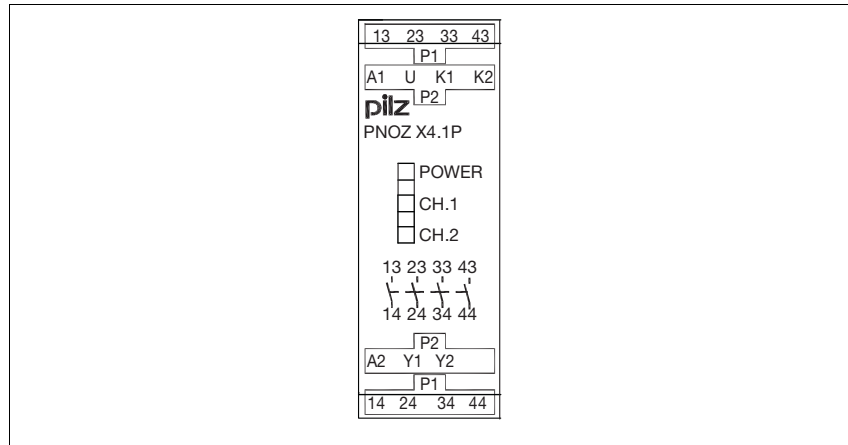 13 23 33 43
P1
A1 U K1 K2
P2
pilz
PNOZ X4.1P
POWER
CH.1
CH.2
13 23 33 43
14 24 34 44
P2
A2 Y1 Y2
P1
14 24 34 44